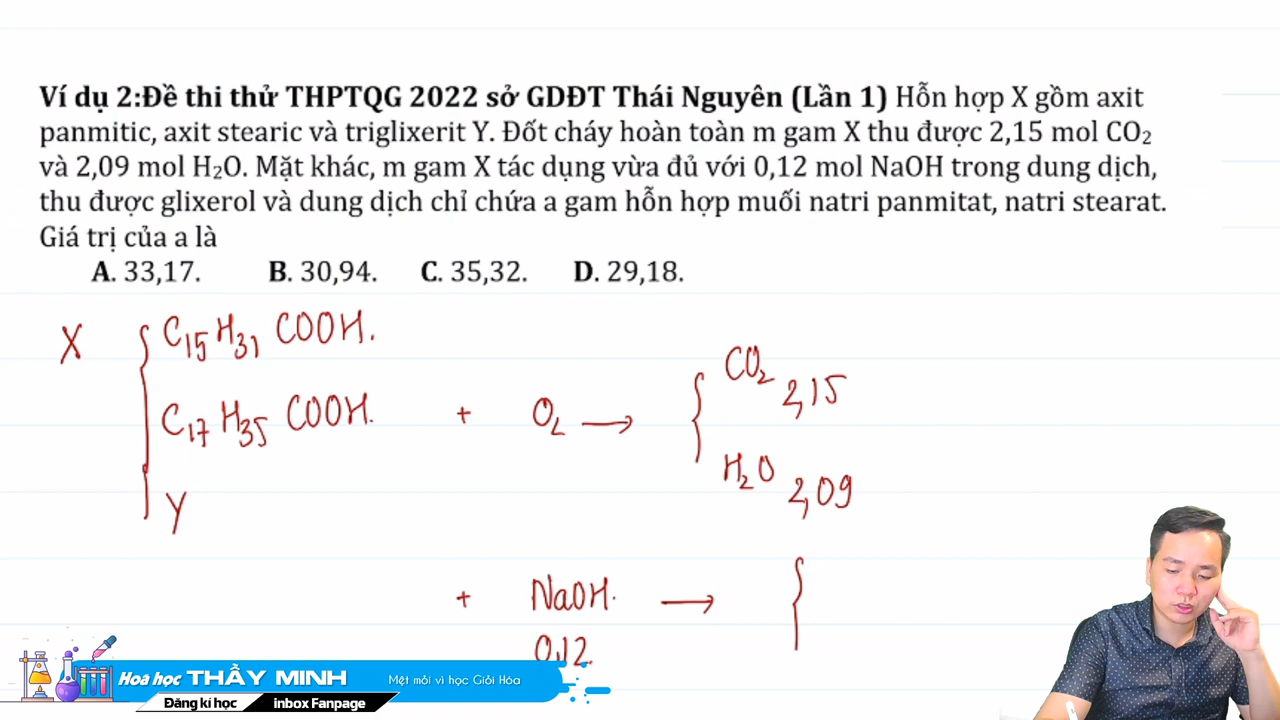 Ví dụ 2:Đề thi thử THPTQG 2022 sở GDĐT Thái Nguyên (Lần 1) Hỗn hợp X gồm axit
panmitic, axit stearic và triglixerit Y. Đốt cháy hoàn toàn m gam X thu được 2,15 mol CO₂
và 2,09 mol H₂O. Mặt khác, m gam X tác dụng vừa đủ với 0,12 mol NaOH trong dung dịch,
thu được glixerol và dung dịch chỉ chứa a gam hỗn hợp muối natri panmitat, natri stearat.
Giá trị của a là
A. 33,17. B. 30,94. C. 35,32. D. 29,18.
X { C₁₅H₃₁COOH.
C₁₇H₃₅COOH. + O₂ → { CO₂ 2,15
H₂O 2,09
Y
+ NaOH. → {
0,12
Hoá học THẦY MINH
Mệt mỏi vì học Giỏi Hóa
Đăng kí học
inbox Fanpage